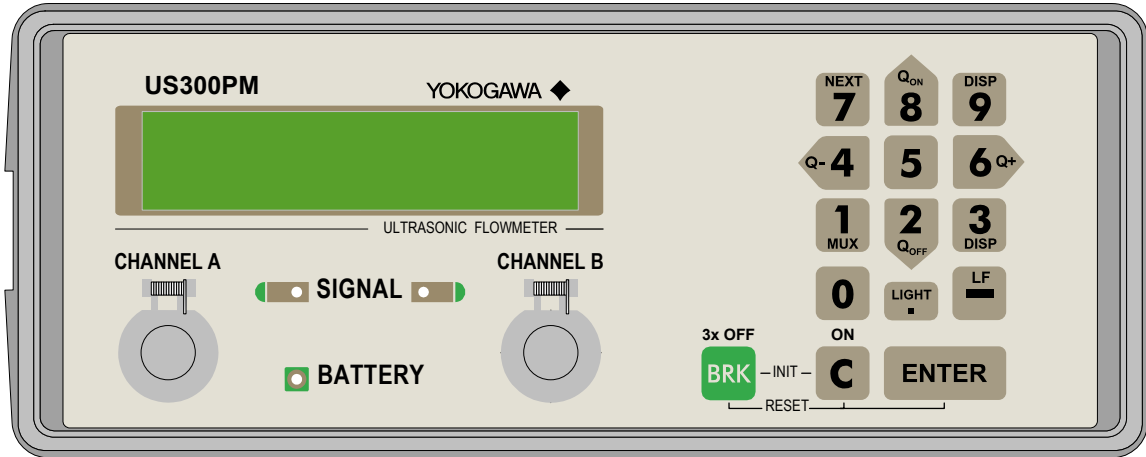 US300PM
YOKOGAWA
ULTRASONIC FLOWMETER
CHANNEL A
CHANNEL B
SIGNAL
BATTERY
NEXT
7
QON
8
DISP
9
Q- 4
5
6 Q+
1
MUX
2
QOFF
3
DISP
0
LIGHT
.
LF
-
3x OFF
ON
BRK
INIT
C
ENTER
RESET